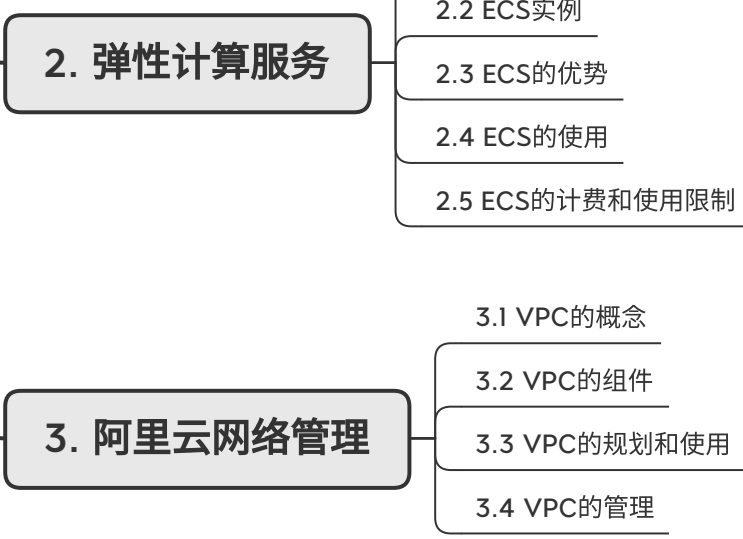 2.2 ECS实例
2. 弹性计算服务
2.3 ECS的优势
2.4 ECS的使用
2.5 ECS的计费和使用限制
3.1 VPC的概念
3.2 VPC的组件
3. 阿里云网络管理
3.3 VPC的规划和使用
3.4 VPC的管理